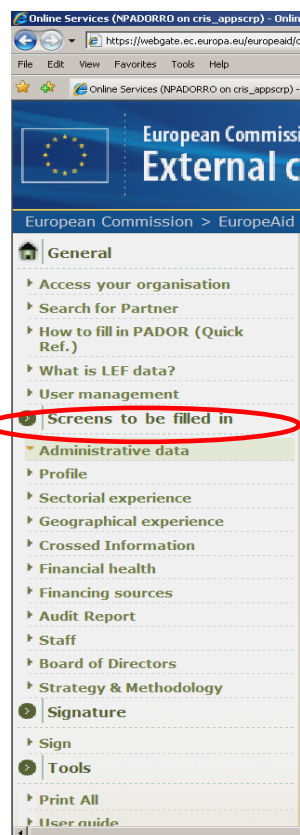 Online Services (NPADORRO on cris_appscrp) - Onlin
https://webgate.ec.europa.eu/europeaid/o
File Edit View Favorites Tools Help
Online Services (NPADORRO on cris_appscrp) -
European Commissi
External c
European Commission > EuropeAid
General
Access your organisation
Search for Partner
How to fill in PADOR (Quick
Ref.)
What is LEF data?
User management
Screens to be filled in
Administrative data
Profile
Sectorial experience
Geographical experience
Crossed Information
Financial health
Financing sources
Audit Report
Staff
Board of Directors
Strategy & Methodology
Signature
Sign
Tools
Print All
User guide